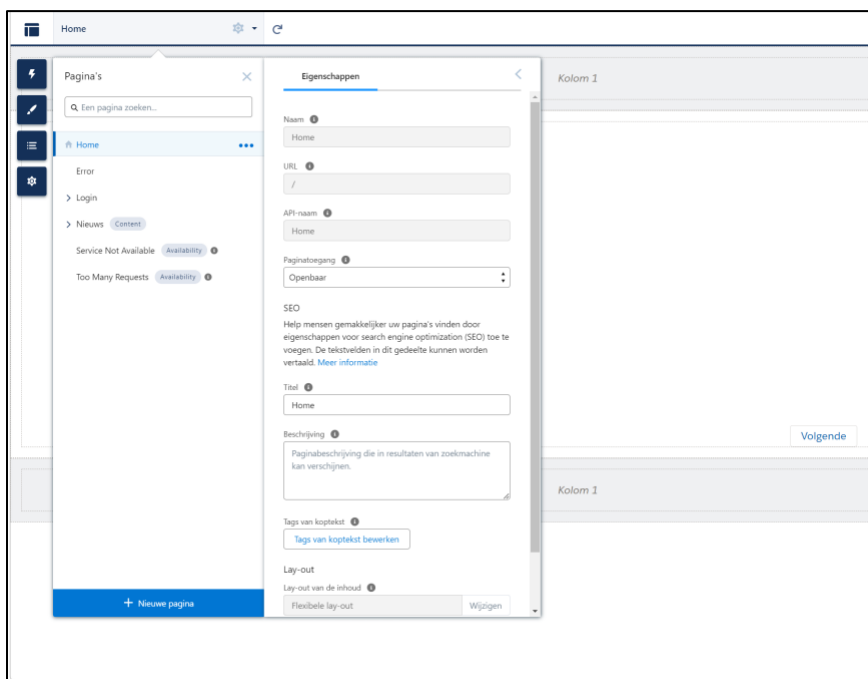 Home
Pagina's
Een pagina zoeken...
Home
Error
Login
Nieuws Content
Service Not Available Availability
Too Many Requests Availability
+ Nieuwe pagina
Eigenschappen
Naam
Home
URL
/
API-naam
Home
Paginatoegang
Openbaar
SEO
Help mensen gemakkelijker uw pagina's vinden door
eigenschappen voor search engine optimization (SEO) toe te
voegen. De tekstvelden in dit gedeelte kunnen worden
vertaald. Meer informatie
Titel
Home
Beschrijving
Paginabeschrijving die in resultaten van zoekmachine
kan verschijnen.
Tags van koptekst
Tags van koptekst bewerken
Lay-out
Lay-out van de inhoud
Flexibele lay-out Wijzigen
Kolom 1
Volgende
Kolom 1